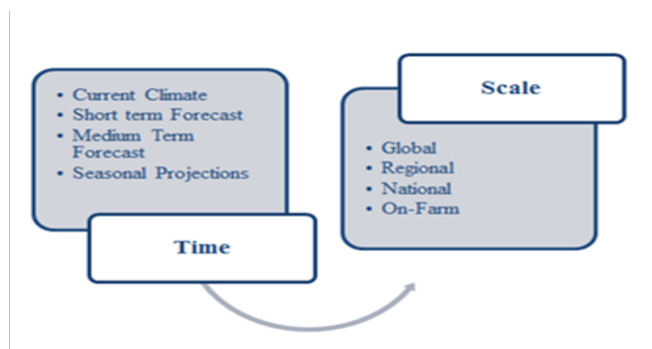 • Current Climate
• Short term Forecast
• Medium Term
Forecast
• Seasonal Projections
Time
Scale
• Global
• Regional
• National
• On-Farm